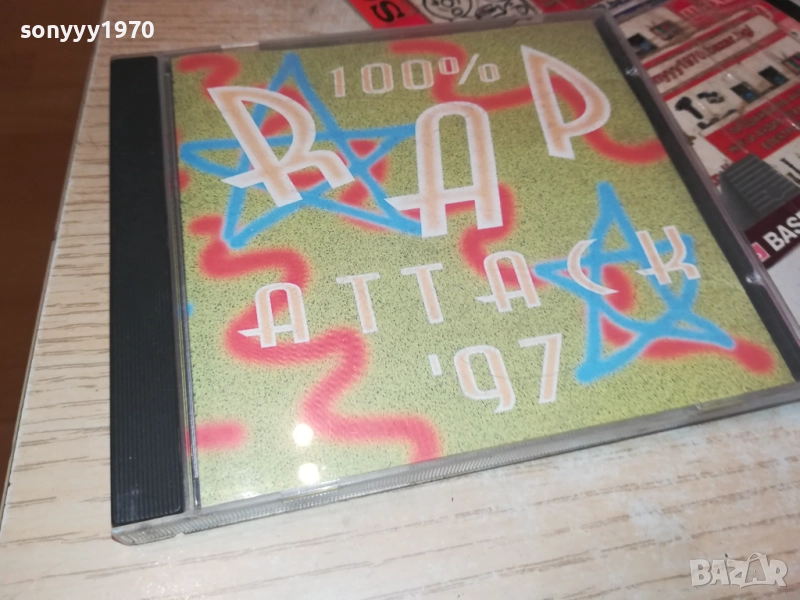 sonyyy1970
100%
RAP
ATTACK
'97
S
BAS
BAZAR